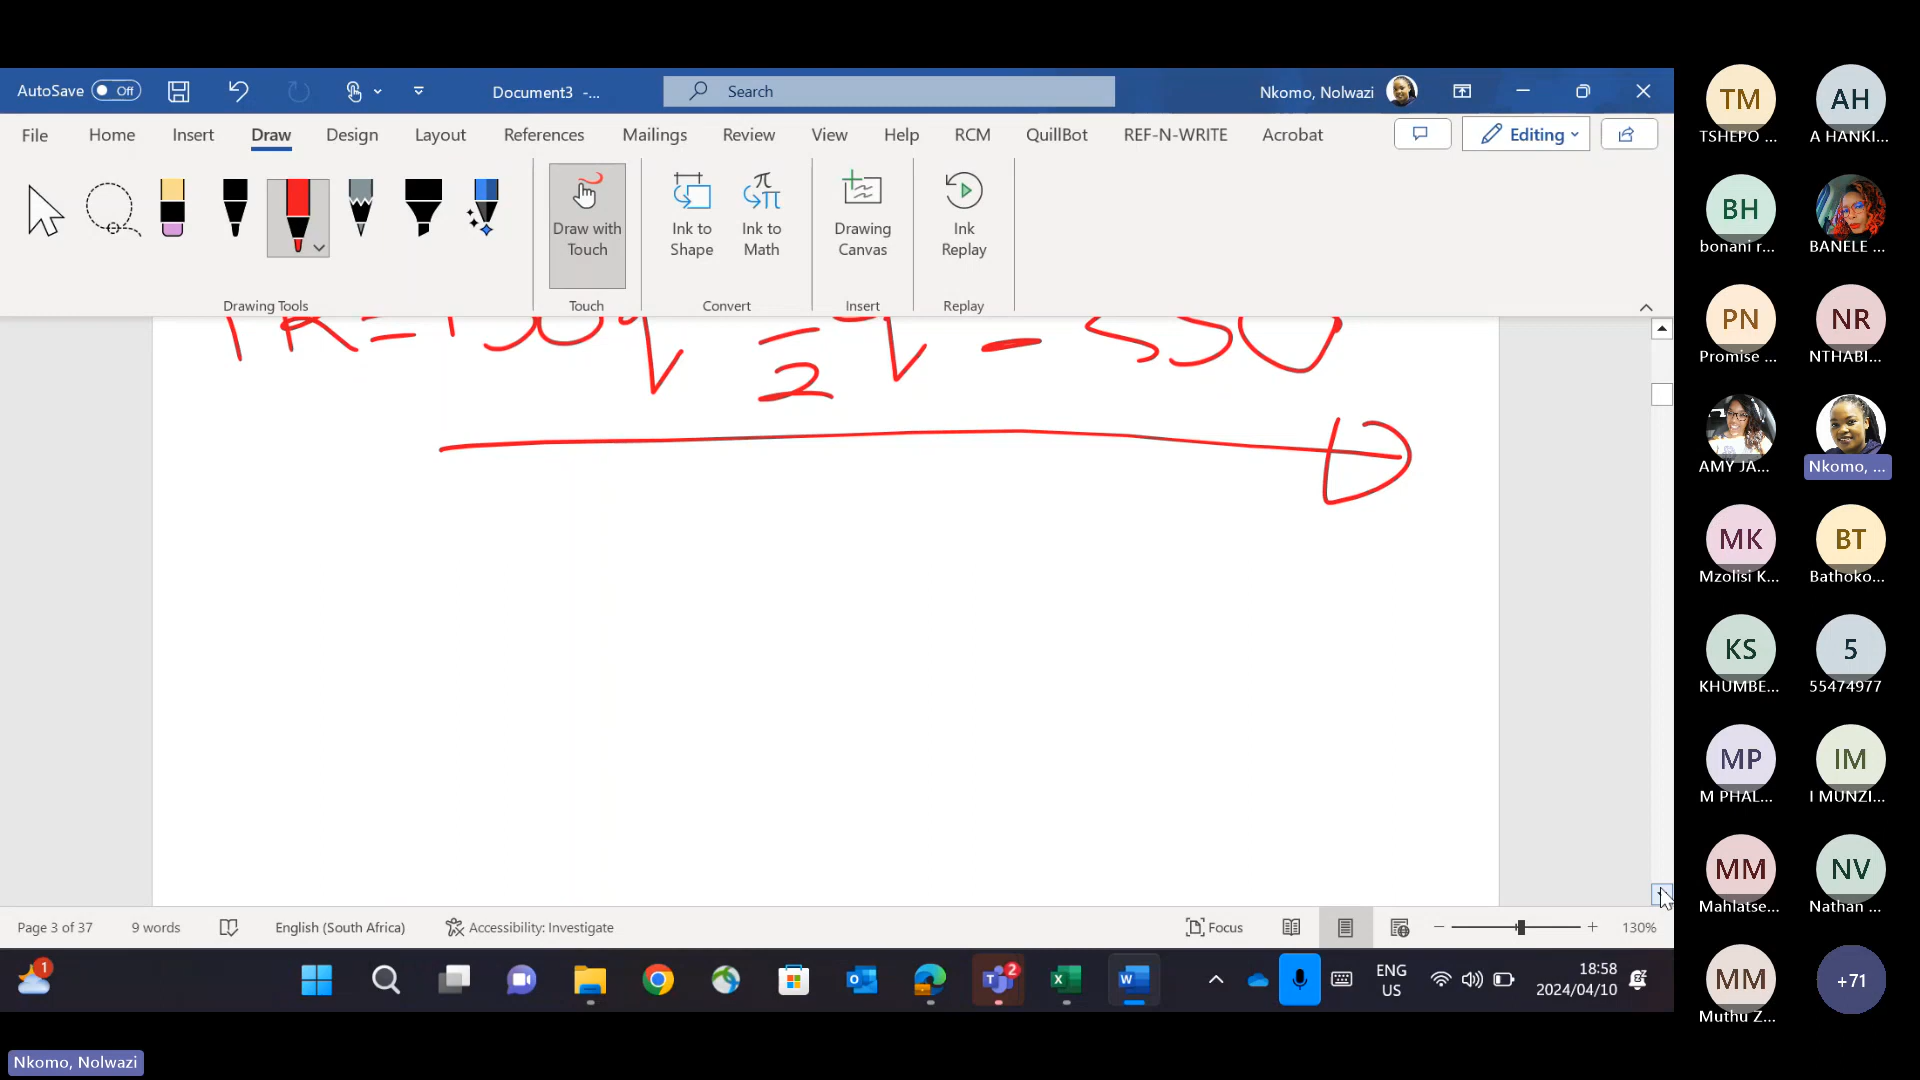 AutoSave Off
Document3 -...
Search
Nkomo, Nolwazi
File Home Insert Draw Design Layout References Mailings Review View Help RCM QuillBot REF-N-WRITE Acrobat
Editing
Draw with Touch
Ink to Shape
Ink to Math
Drawing Canvas
Ink Replay
Drawing Tools
Touch
Convert
Insert
Replay
2
Page 3 of 37
9 words
English (South Africa)
Accessibility: Investigate
Focus
130%
1
2
ENG
US
18:58
2024/04/10
Nkomo, Nolwazi
TM
TSHEPO ...
AH
A HANKI...
BH
bonani r...
BANELE ...
PN
Promise ...
NR
NTHABI...
AMY JA...
Nkomo, ...
MK
Mzolisi K...
BT
Bathoko...
KS
KHUMBE...
5
55474977
MP
M PHAL...
IM
I MUNZI...
MM
Mahlatse...
NV
Nathan ...
MM
Muthu Z...
+71